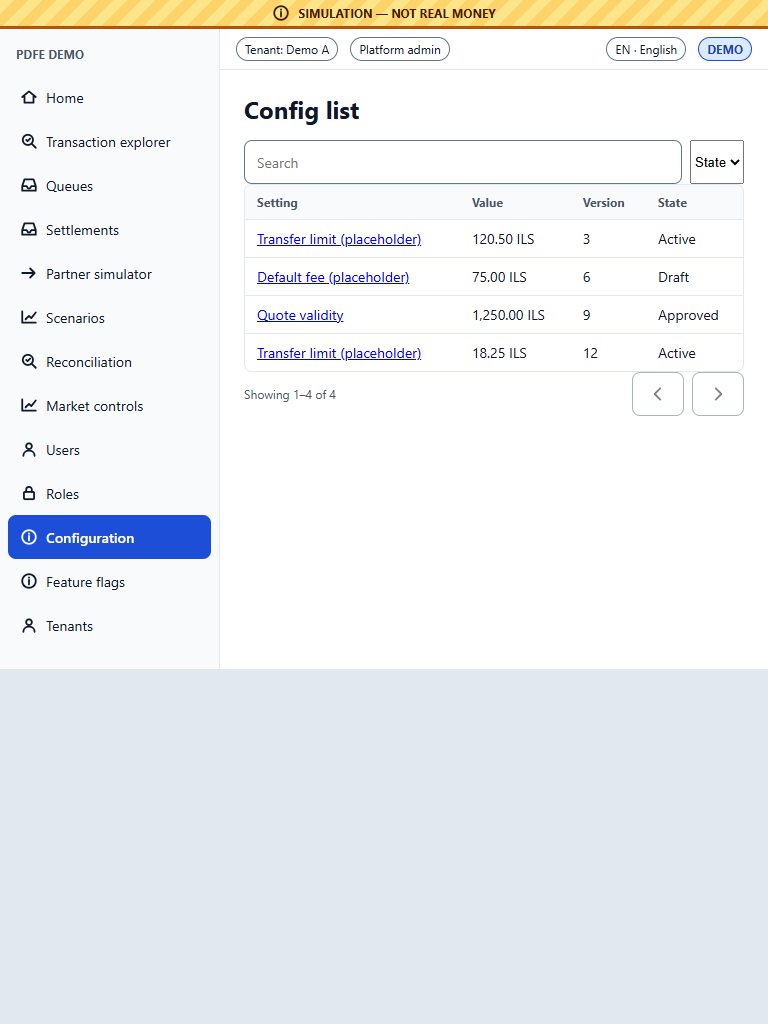 SIMULATION — NOT REAL MONEY
PDFE DEMO
Tenant: Demo A
Platform admin
EN · English
DEMO
Home
Transaction explorer
Queues
Settlements
Partner simulator
Scenarios
Reconciliation
Market controls
Users
Roles
Configuration
Feature flags
Tenants
Config list
Search
State
Setting Value Version State
Transfer limit (placeholder) 120.50 ILS 3 Active
Default fee (placeholder) 75.00 ILS 6 Draft
Quote validity 1,250.00 ILS 9 Approved
Transfer limit (placeholder) 18.25 ILS 12 Active
Showing 1–4 of 4